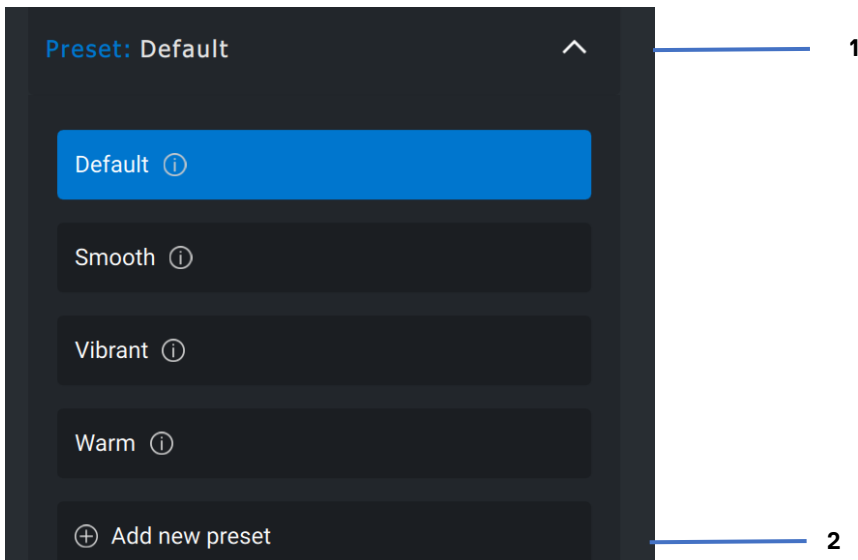 Preset: Default
1
Default
Smooth
Vibrant
Warm
Add new preset
2